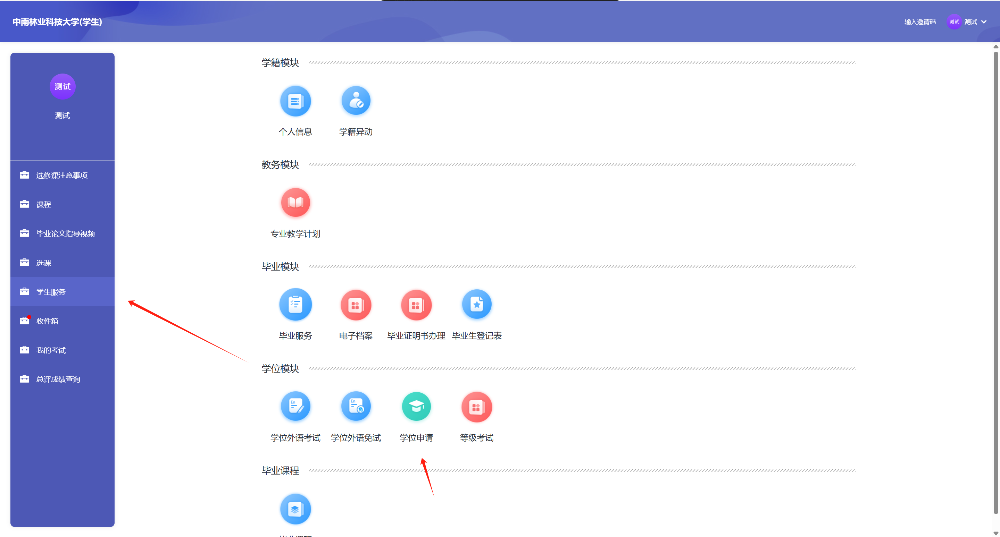 中南林业科技大学(学生)
输入邀请码
测试
测试
测试
测试
选修课注意事项
课程
毕业论文指导视频
选课
学生服务
收件箱
我的考试
总评成绩查询
学籍模块
个人信息
学籍异动
教务模块
专业教学计划
毕业模块
毕业服务
电子档案
毕业证明书办理
毕业生登记表
学位模块
En
En
免
学位外语考试
学位外语免试
学位申请
等级考试
毕业课程
毕业课程